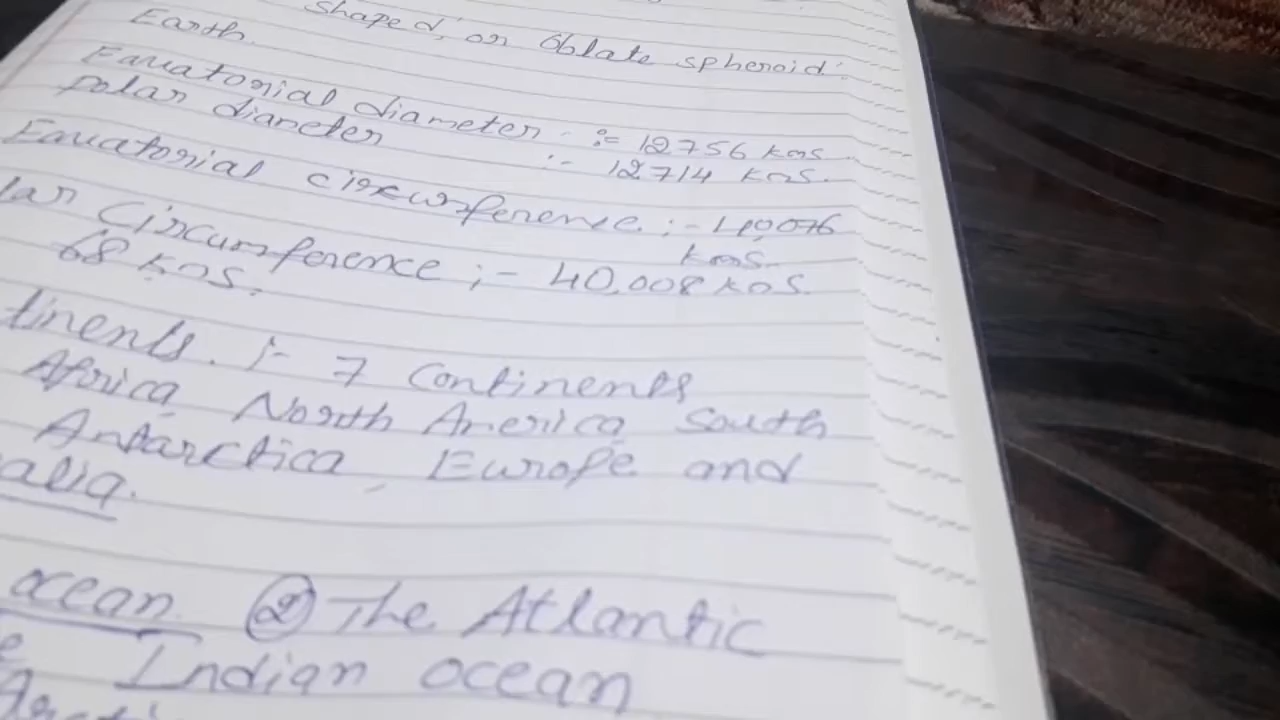 shaped, or Oblate spheroid.
Earth.
Equatorial diameter :- 12756 kms.
polar diameter :- 12714 kms.
Equatorial circumference :- 40076 kms.
lar Circumference ;- 40,008 kms.
68 kms.
tinents. :- 7 Continents
Africa, North America, South
Antarctica, Europe and
alia.
ocean. ② The Atlantic
Indian ocean